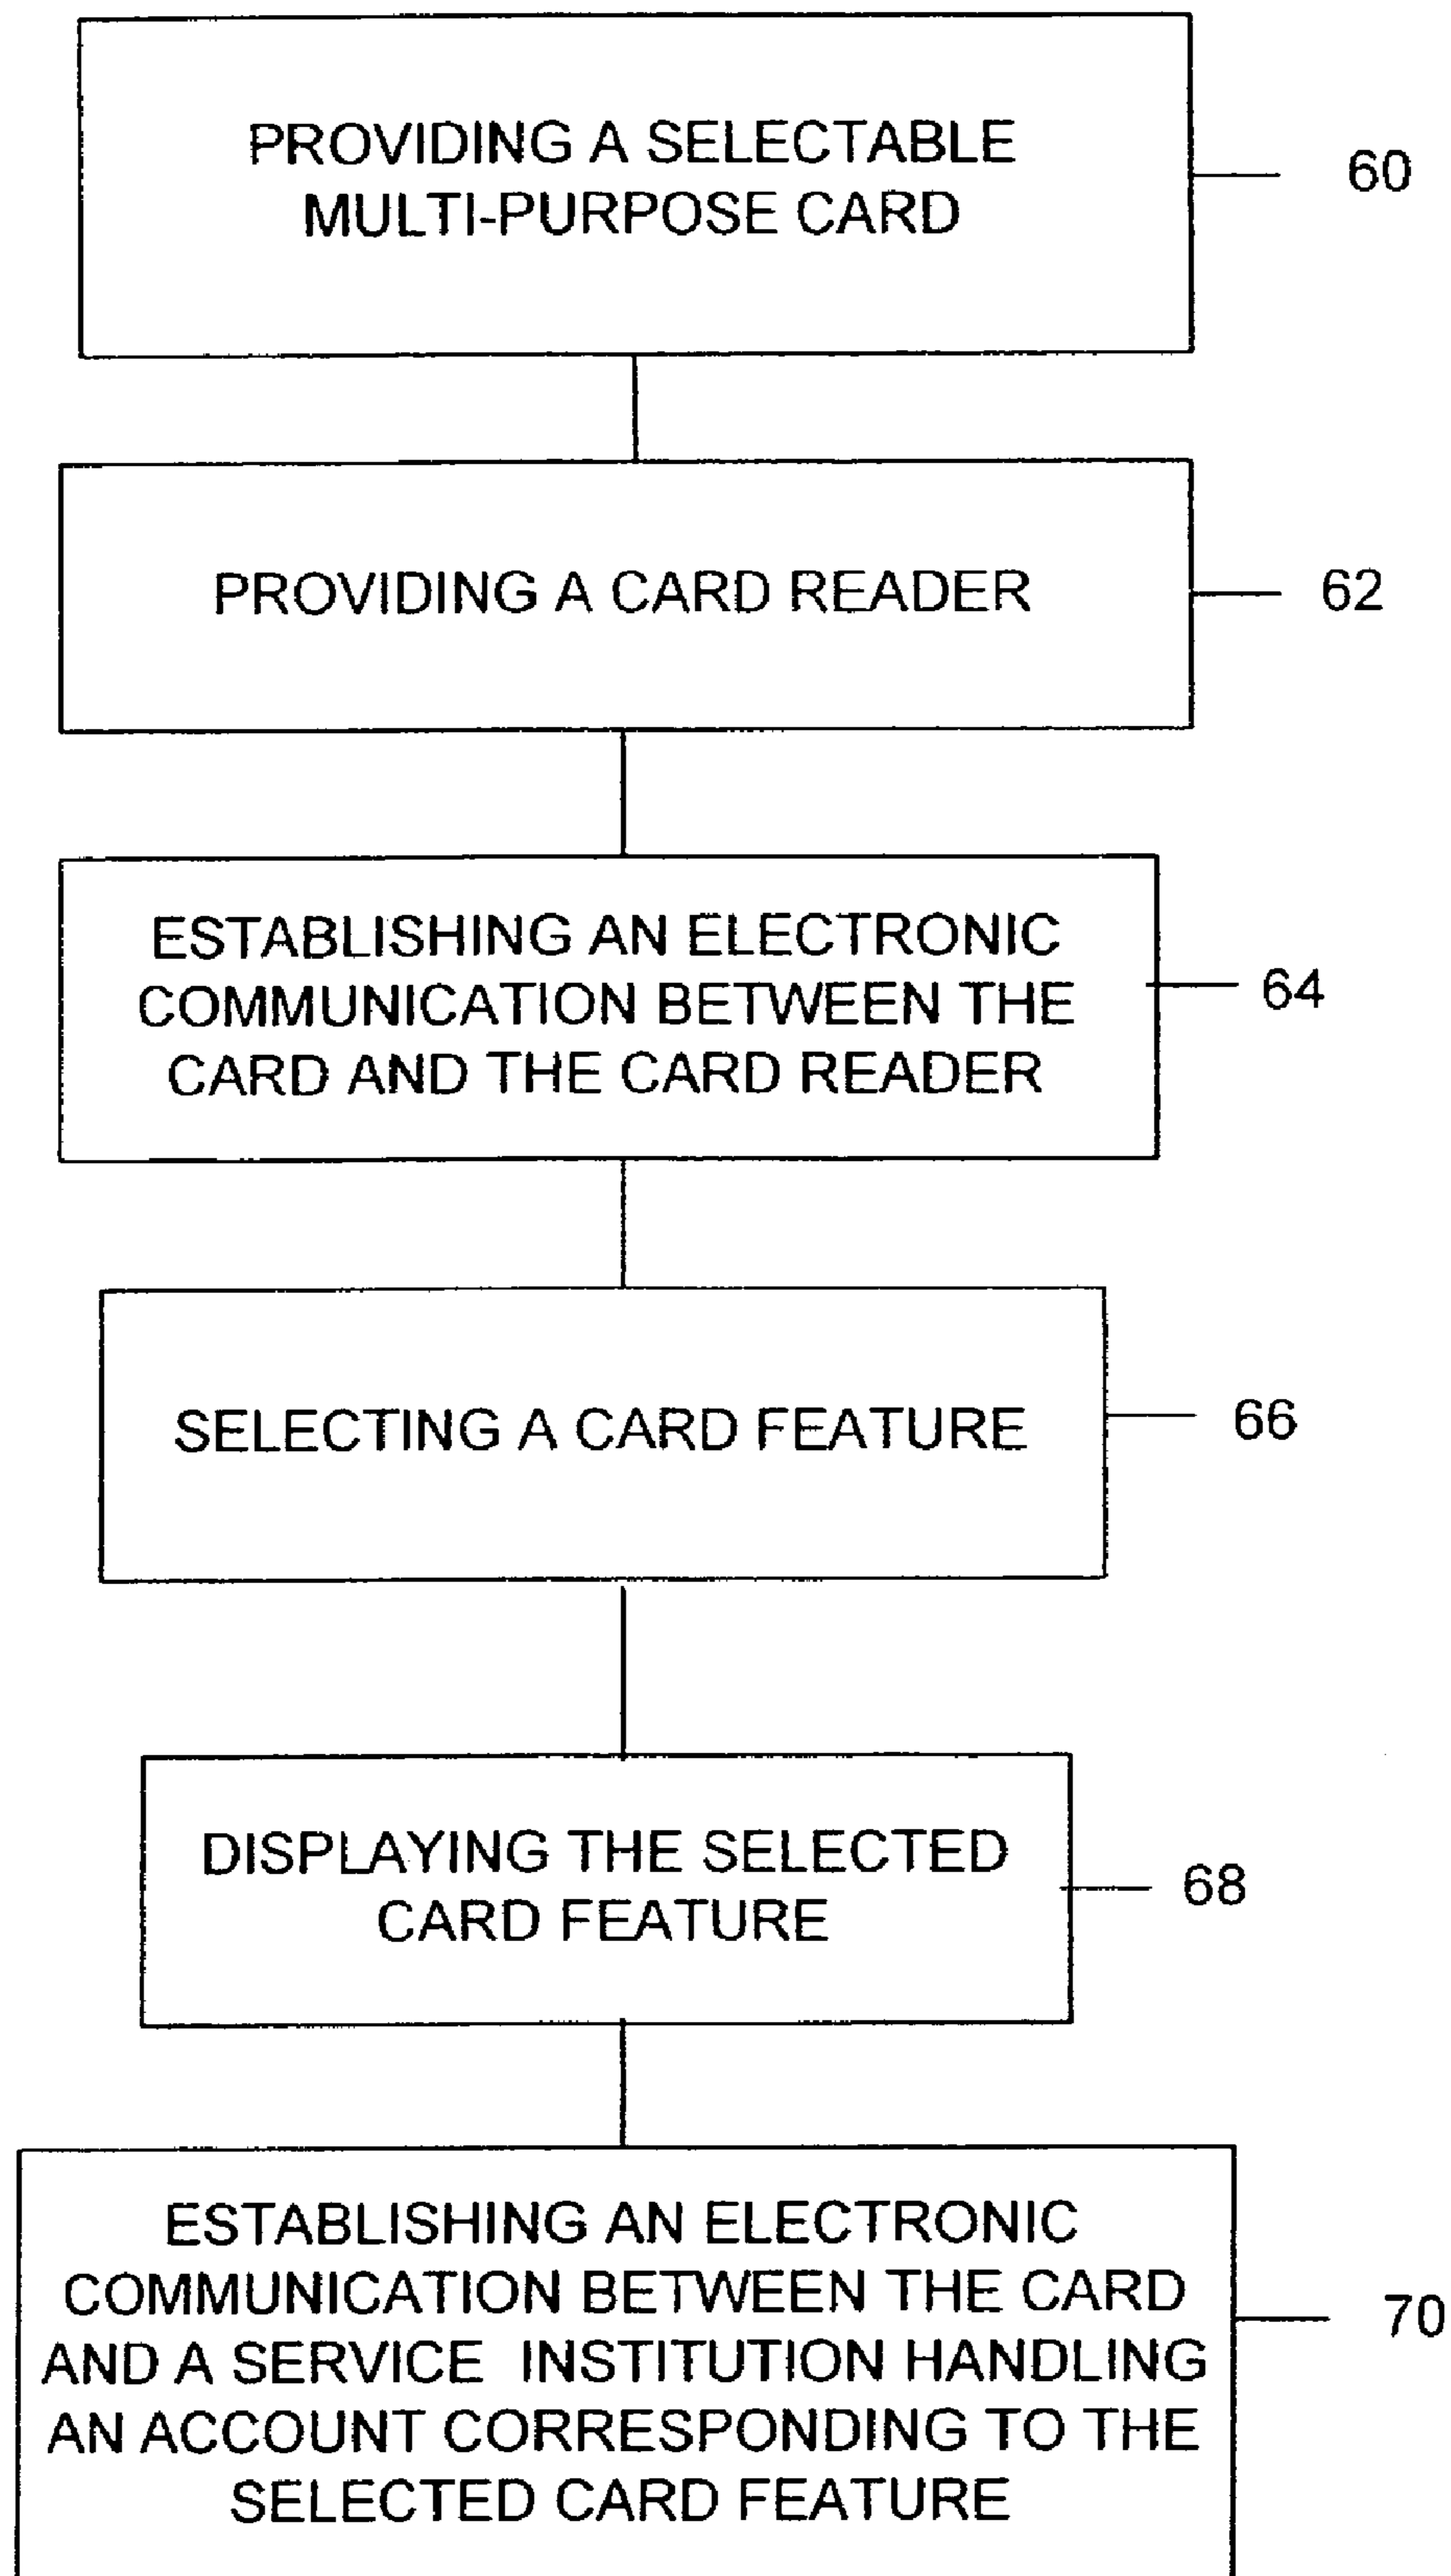 PROVIDING A SELECTABLE
MULTI-PURPOSE CARD
60
PROVIDING A CARD READER
62
ESTABLISHING AN ELECTRONIC
COMMUNICATION BETWEEN THE
CARD AND THE CARD READER
64
SELECTING A CARD FEATURE
66
DISPLAYING THE SELECTED
CARD FEATURE
68
ESTABLISHING AN ELECTRONIC
COMMUNICATION BETWEEN THE CARD
AND A SERVICE INSTITUTION HANDLING
AN ACCOUNT CORRESPONDING TO THE
SELECTED CARD FEATURE
70